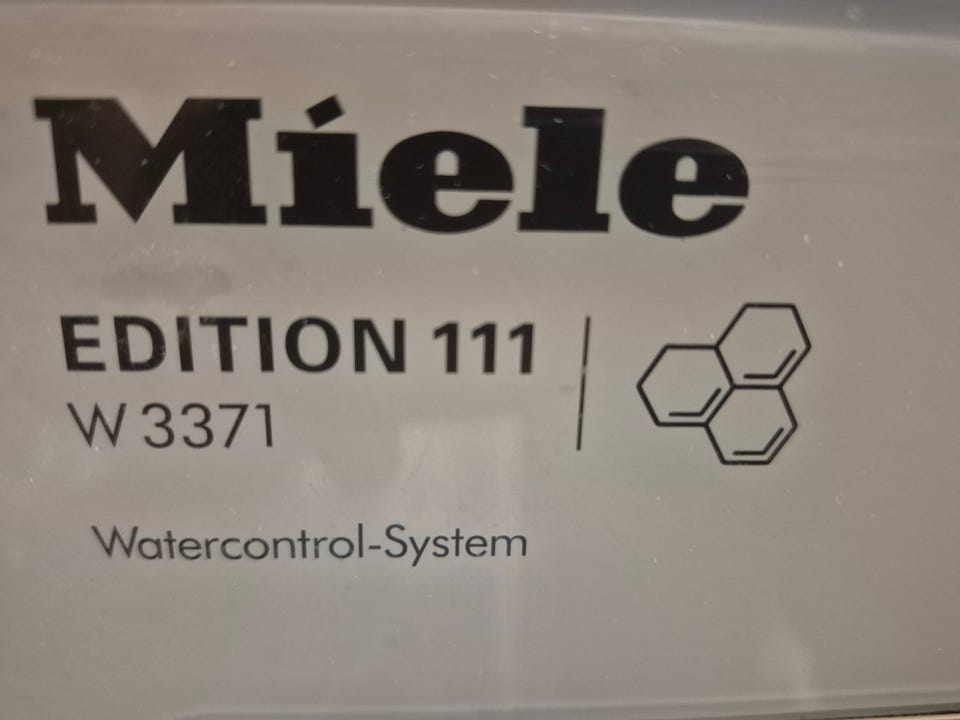 Miele
EDITION 111
W 3371
Watercontrol-System